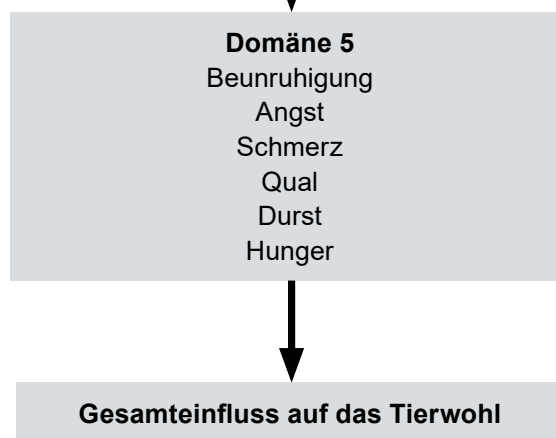 Domäne 5
Beunruhigung
Angst
Schmerz
Qual
Durst
Hunger
Gesamteinfluss auf das Tierwohl